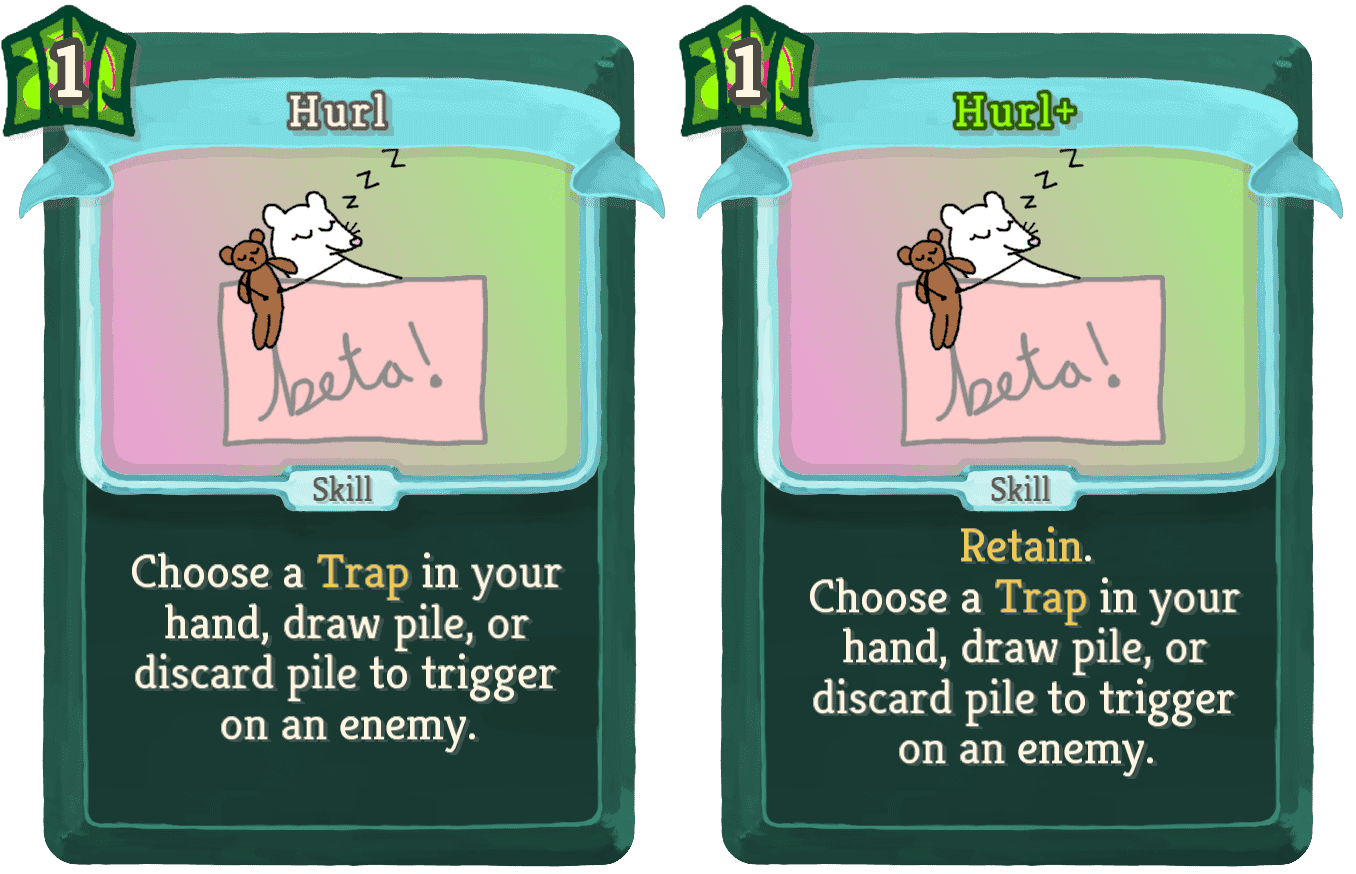 1
Hurl
z z z
beta!
Skill
Choose a Trap in your
hand, draw pile, or
discard pile to trigger
on an enemy.
1
Hurl+
z z z
beta!
Skill
Retain.
Choose a Trap in your
hand, draw pile, or
discard pile to trigger
on an enemy.